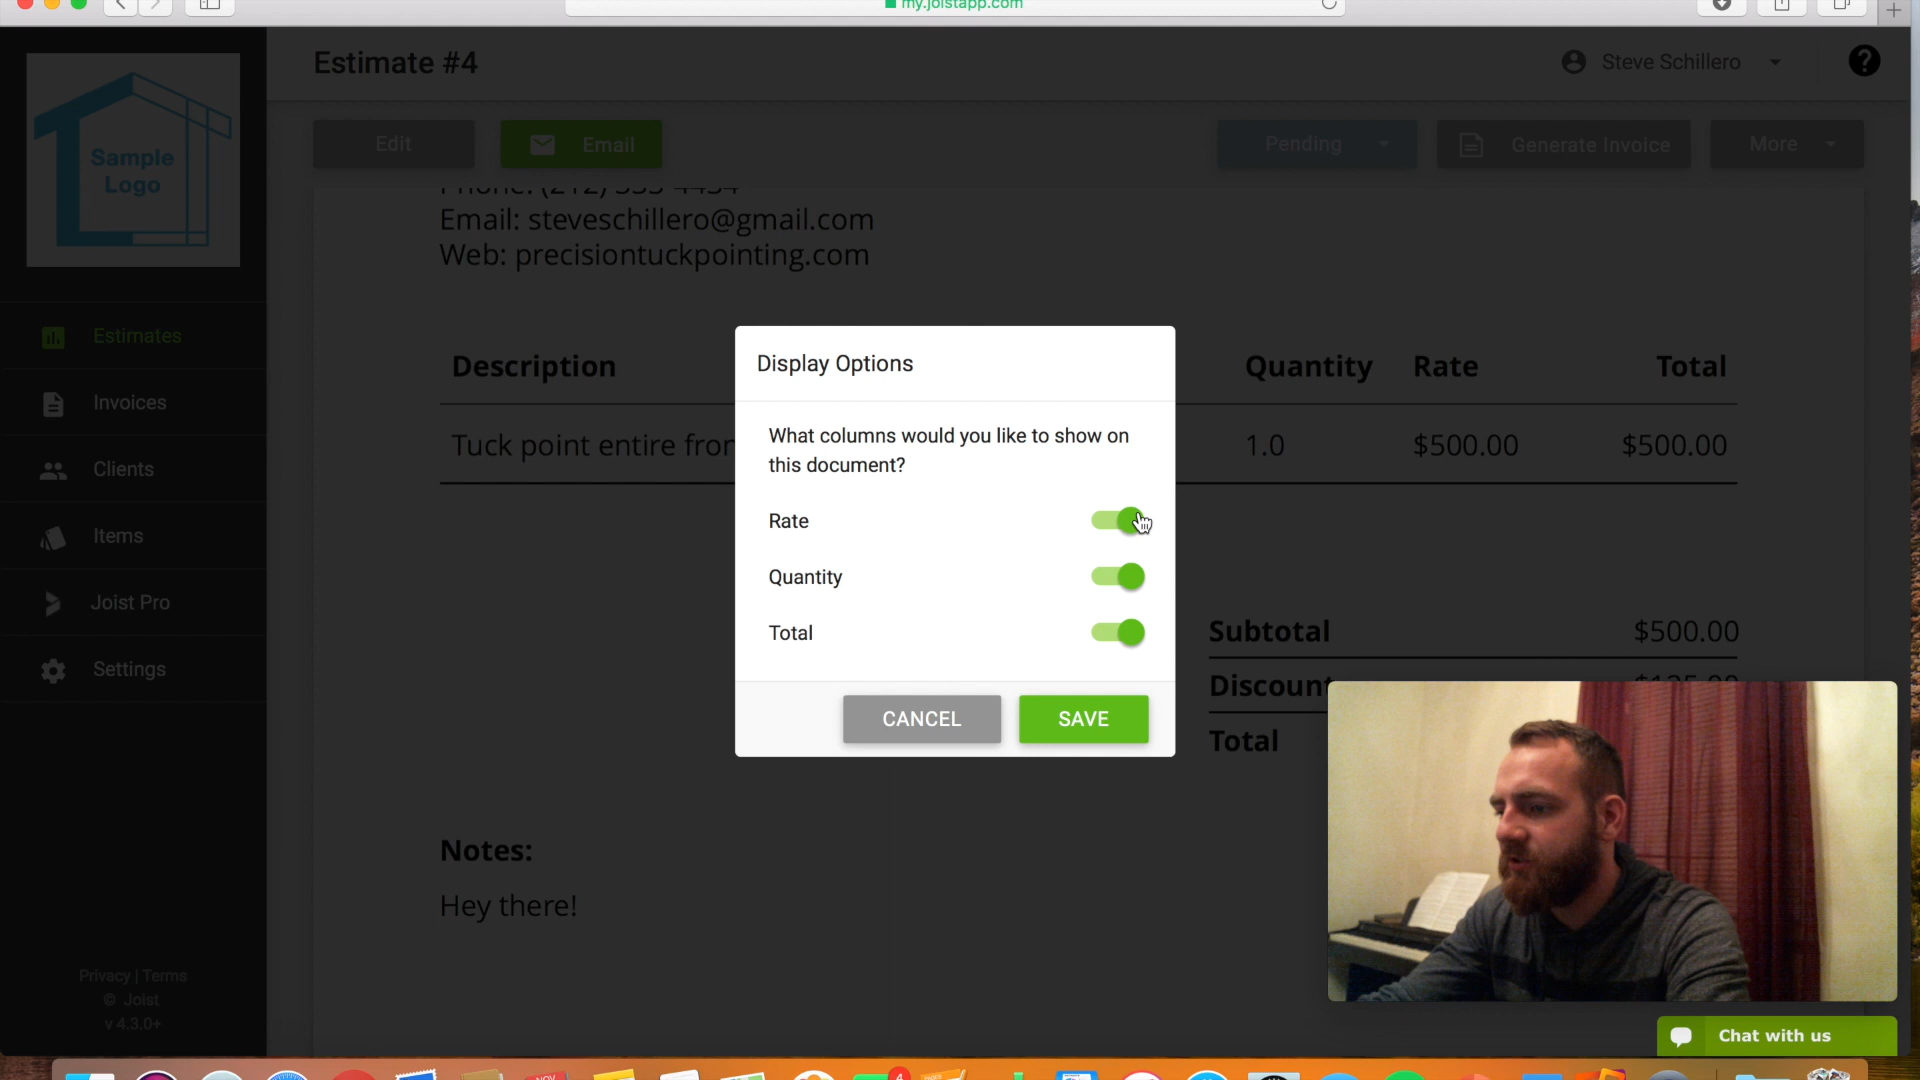 my.joistapp.com
Estimate #4
Steve Schillero
?
Sample
Logo
Edit
Email
Pending
Generate Invoice
More
Email: steveschillero@gmail.com
Web: precisiontuckpointing.com
Estimates
Invoices
Clients
Items
Joist Pro
Settings
Description
Quantity
Rate
Total
Tuck point entire fron
1.0
$500.00
$500.00
Display Options
What columns would you like to show on
this document?
Rate
Quantity
Total
CANCEL
SAVE
Subtotal
$500.00
Discount
Total
Notes:
Hey there!
Privacy | Terms
© Joist
v 4.3.0+
Chat with us
NOV
4